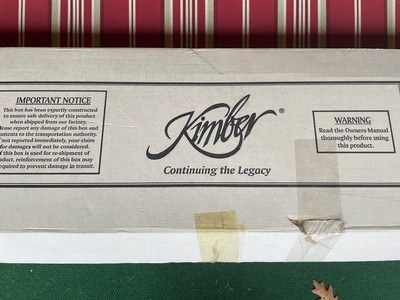 IMPORTANT NOTICE
This box has been expertly constructed
to ensure safe delivery of this product
when shipped from our factory.
Please report any damage of this box and
contents to the transportation authority.
If not reported immediately, your claim
for damages will not be considered.
If this box is used for re-shipment of
product, reinforcement of this box may
required to prevent damage in transit.
Kimber®
Continuing the Legacy
WARNING
Read the Owners Manual
thoroughly before using
this product.